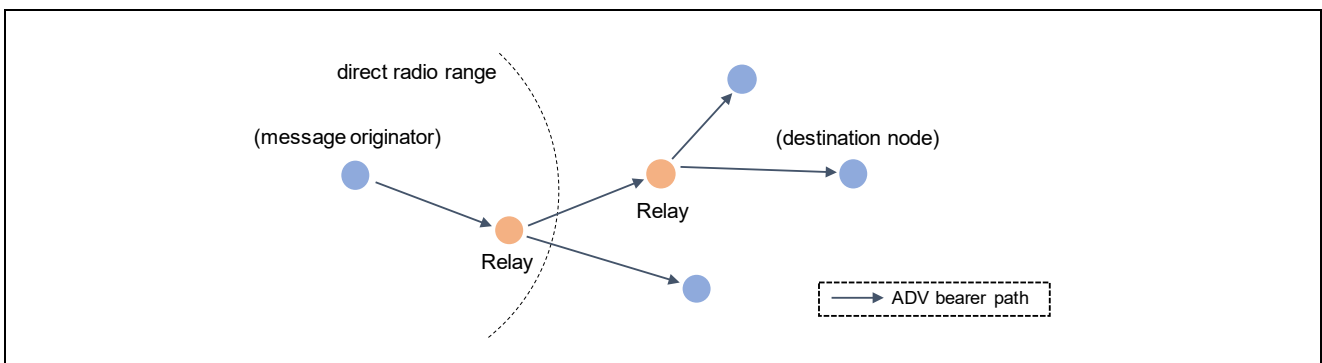 direct radio range
(message originator)
(destination node)
Relay
Relay
ADV bearer path